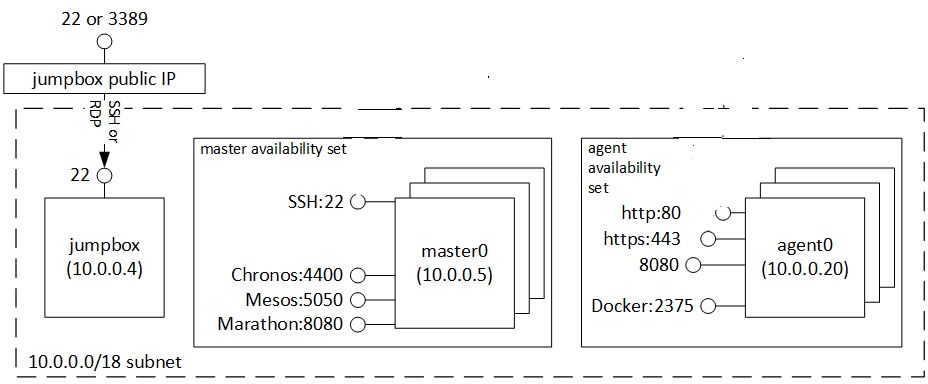 22 or 3389
jumpbox public IP
SSH or
RDP
22
jumpbox
(10.0.0.4)
master availability set
SSH:22
Chronos:4400
Mesos:5050
Marathon:8080
master0
(10.0.0.5)
agent
availability
set
http:80
https:443
8080
Docker:2375
agent0
(10.0.0.20)
10.0.0.0/18 subnet